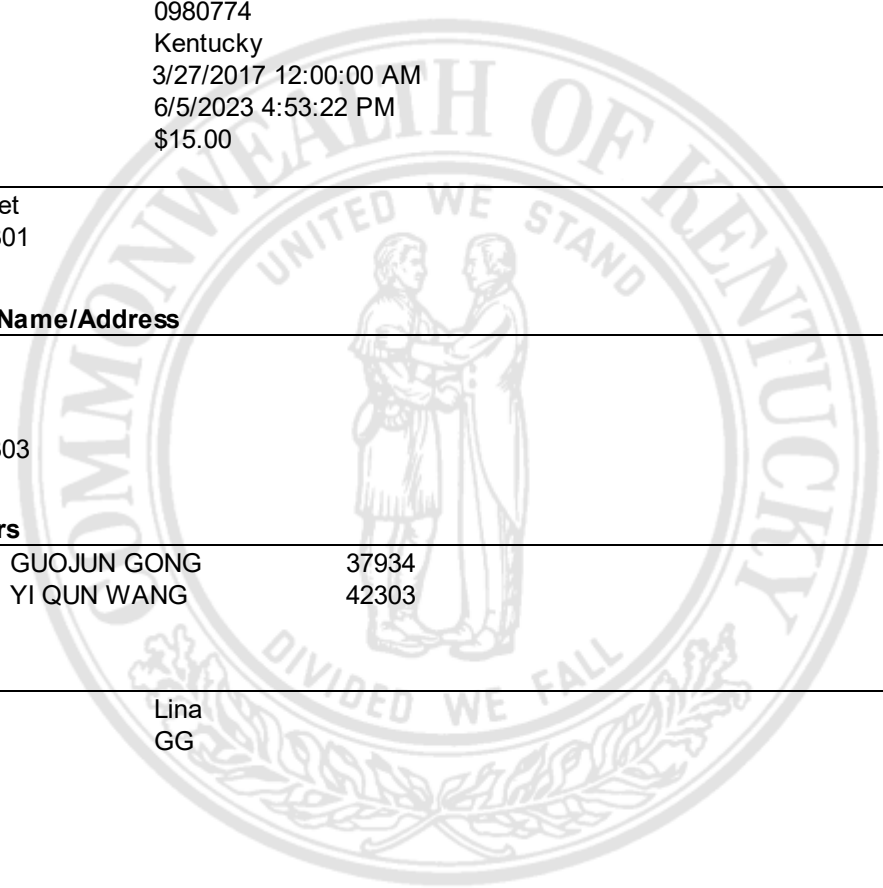 0980774
Kentucky
3/27/2017 12:00:00 AM
6/5/2023 4:53:22 PM
$15.00
et
01
Name/Address
303
rs
GUOJUN GONG 37934
YI QUN WANG 42303
Lina
GG
COMMONWEALTH OF KENTUCKY
UNITED WE STAND
DIVIDED WE FALL